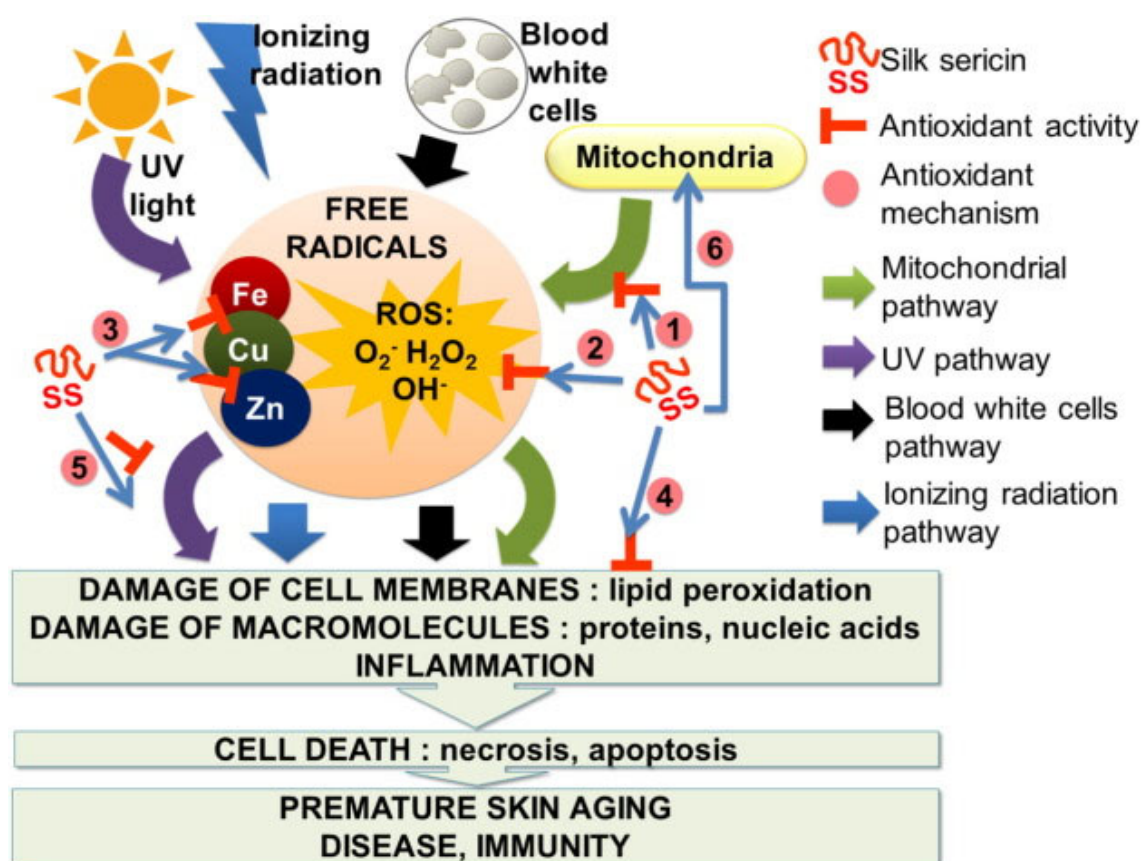 Ionizing
radiation
Blood
white
cells
UV
light
Mitochondria
FREE
RADICALS
Fe
Cu
Zn
ROS:
O₂⁻ H₂O₂
OH⁻
3
SS
5
2
1
6
SS
4
Silk sericin
SS
Antioxidant activity
Antioxidant
mechanism
Mitochondrial
pathway
UV pathway
Blood white cells
pathway
Ionizing radiation
pathway
DAMAGE OF CELL MEMBRANES : lipid peroxidation
DAMAGE OF MACROMOLECULES : proteins, nucleic acids
INFLAMMATION
CELL DEATH : necrosis, apoptosis
PREMATURE SKIN AGING
DISEASE, IMMUNITY